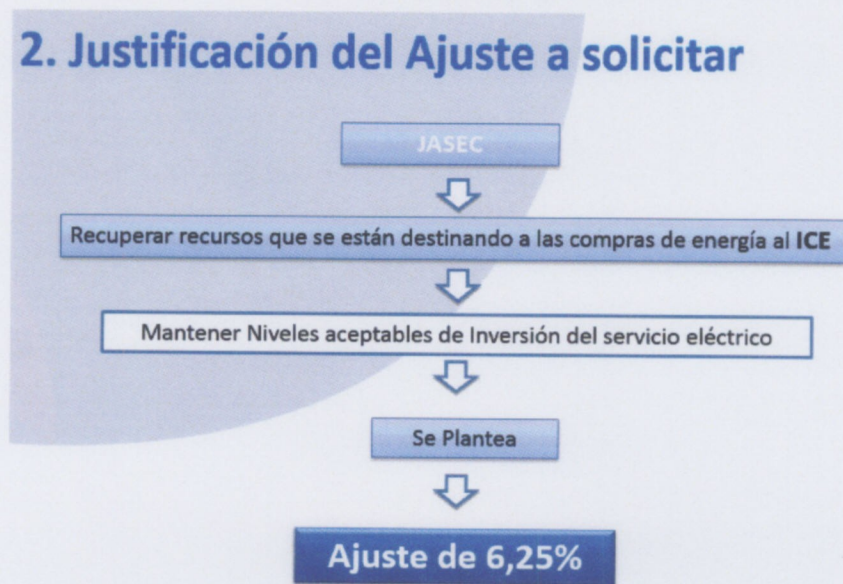 2. Justificación del Ajuste a solicitar
JASEC
Recuperar recursos que se están destinando a las compras de energía al ICE
Mantener Niveles aceptables de Inversión del servicio eléctrico
Se Plantea
Ajuste de 6,25%